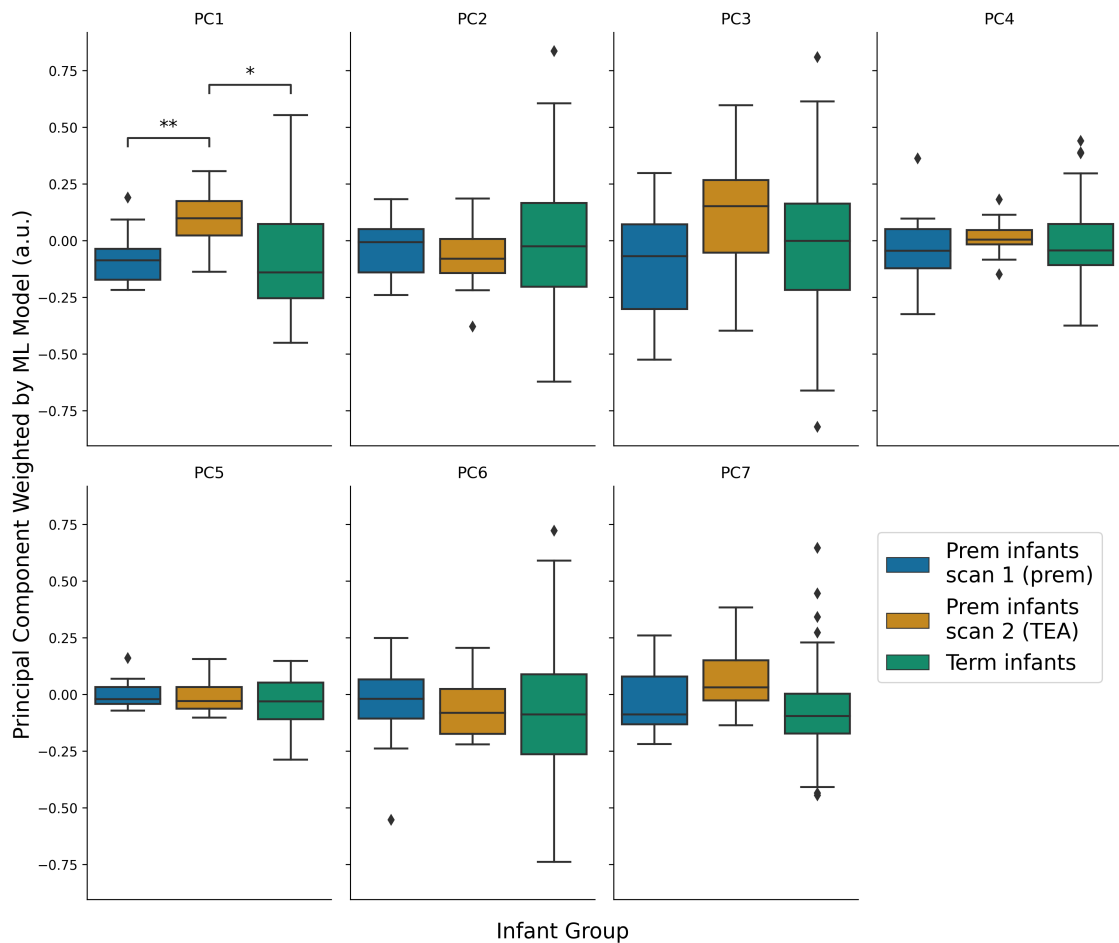 PC1
PC2
PC3
PC4
0.75
0.50
0.25
0.00
−0.25
−0.50
−0.75
*
**
PC5
PC6
PC7
0.75
0.50
0.25
0.00
−0.25
−0.50
−0.75
Principal Component Weighted by ML Model (a.u.)
Prem infants
scan 1 (prem)
Prem infants
scan 2 (TEA)
Term infants
Infant Group